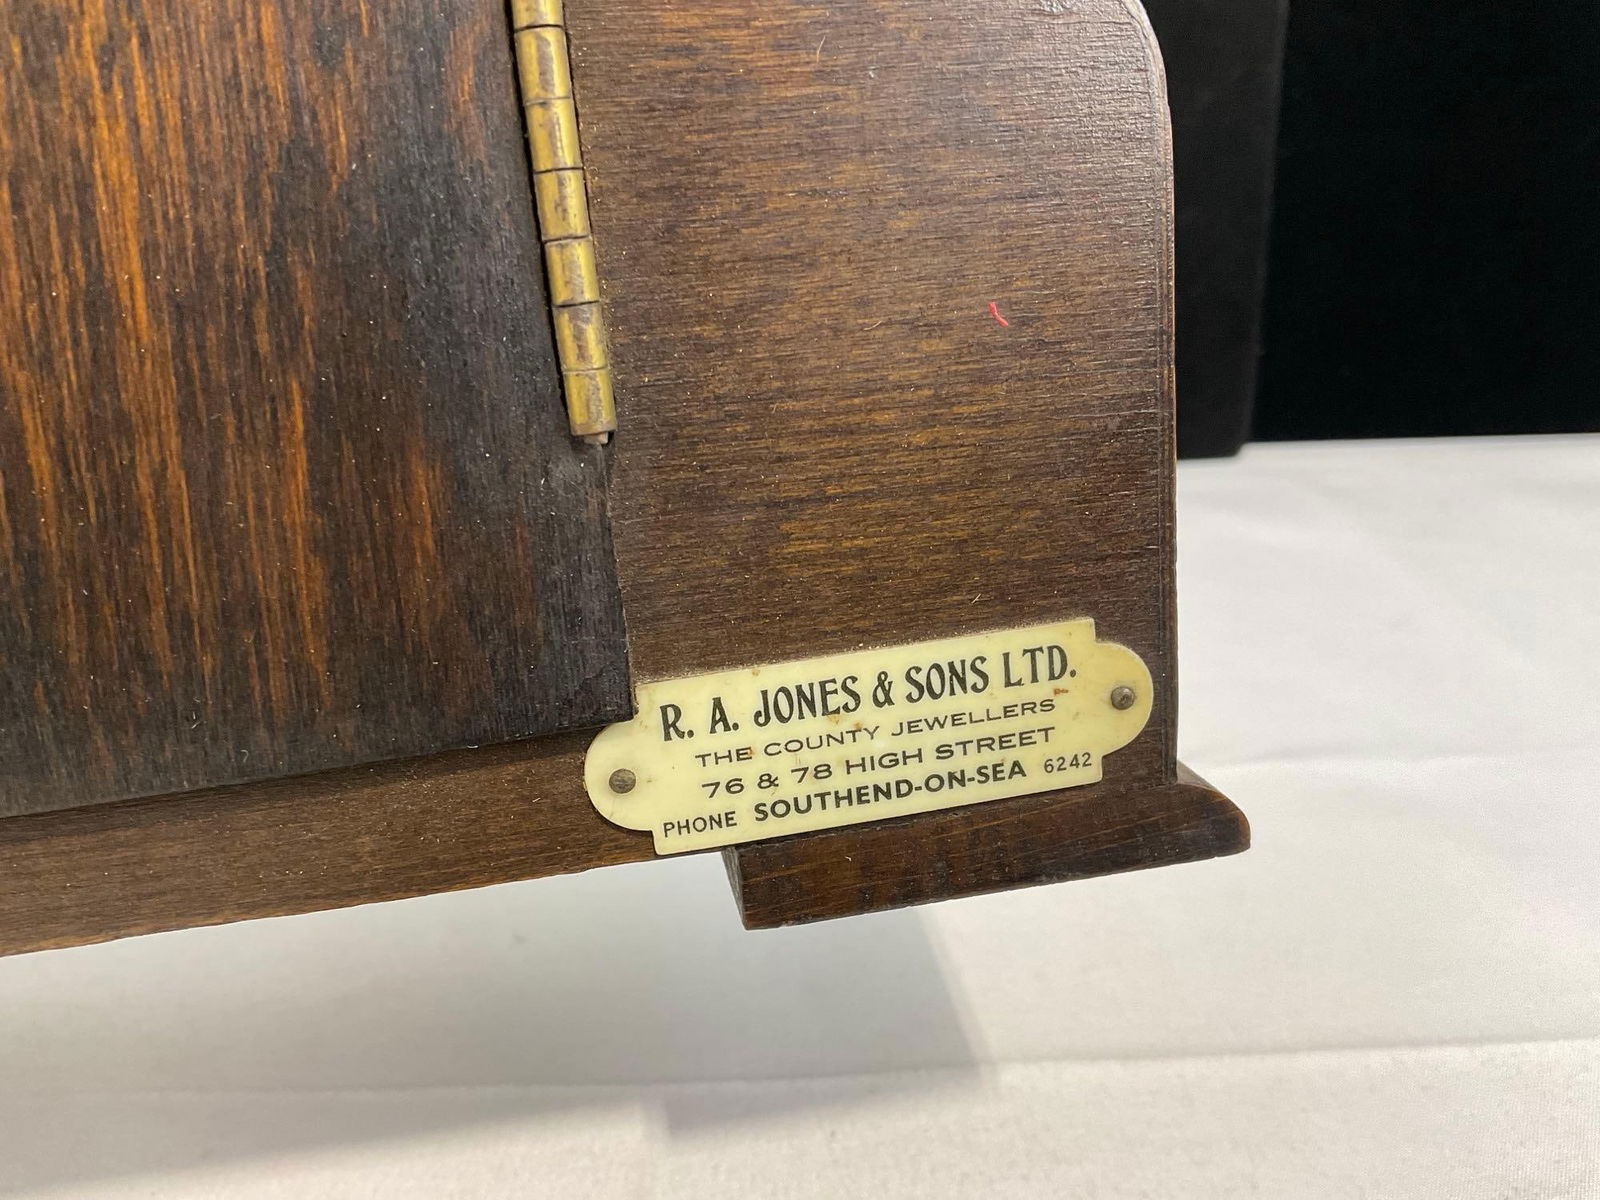 R. A. JONES & SONS LTD.
THE COUNTY JEWELLERS
76 & 78 HIGH STREET
PHONE SOUTHEND-ON-SEA 6242